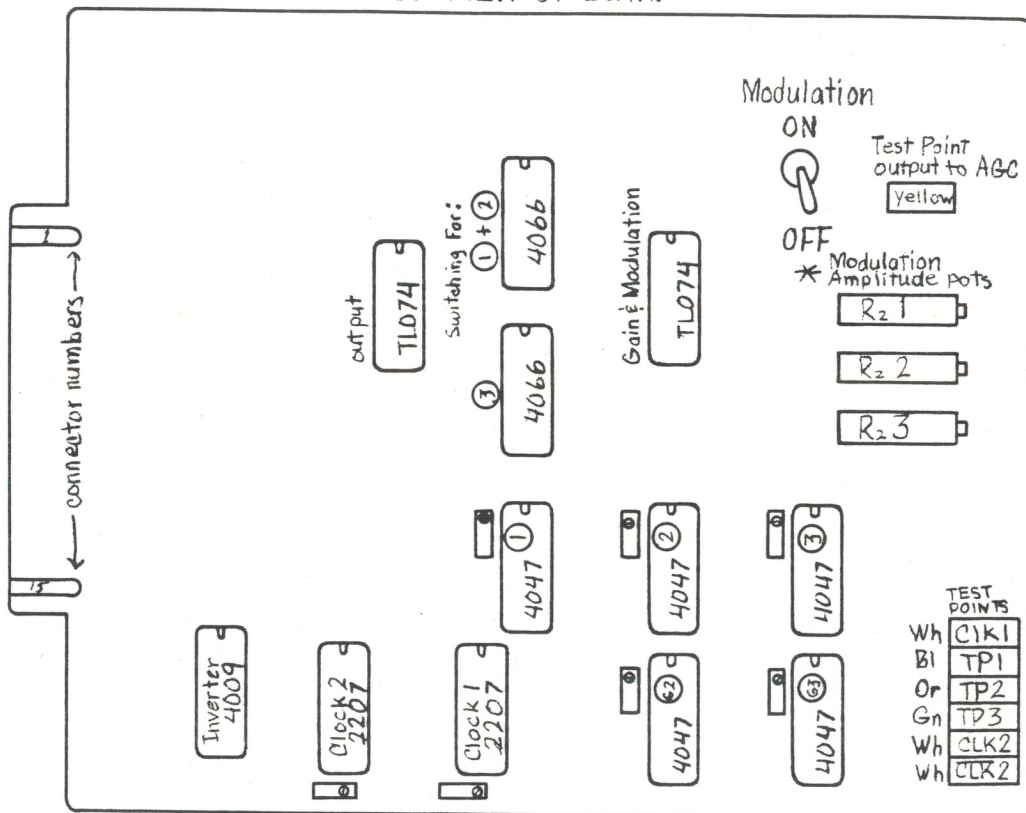 Modulation
ON
OFF
Test Point
output to AGC
yellow
* Modulation
Amplitude pots
R₂ 1
R₂ 2
R₂ 3
1
connector numbers
15
output
TL074
Switching For:
① + ②
4066
③
4066
Gain & Modulation
TL074
4047 ①
4047 ②
4047 ③
Inverter
4009
Clock 2
2207
Clock 1
2207
4047 G2
4047 G3
TEST
POINTS
Wh ClK1
Bl TP1
Or TP2
Gn TP3
Wh CLK2
Wh C̅L̅K̅2